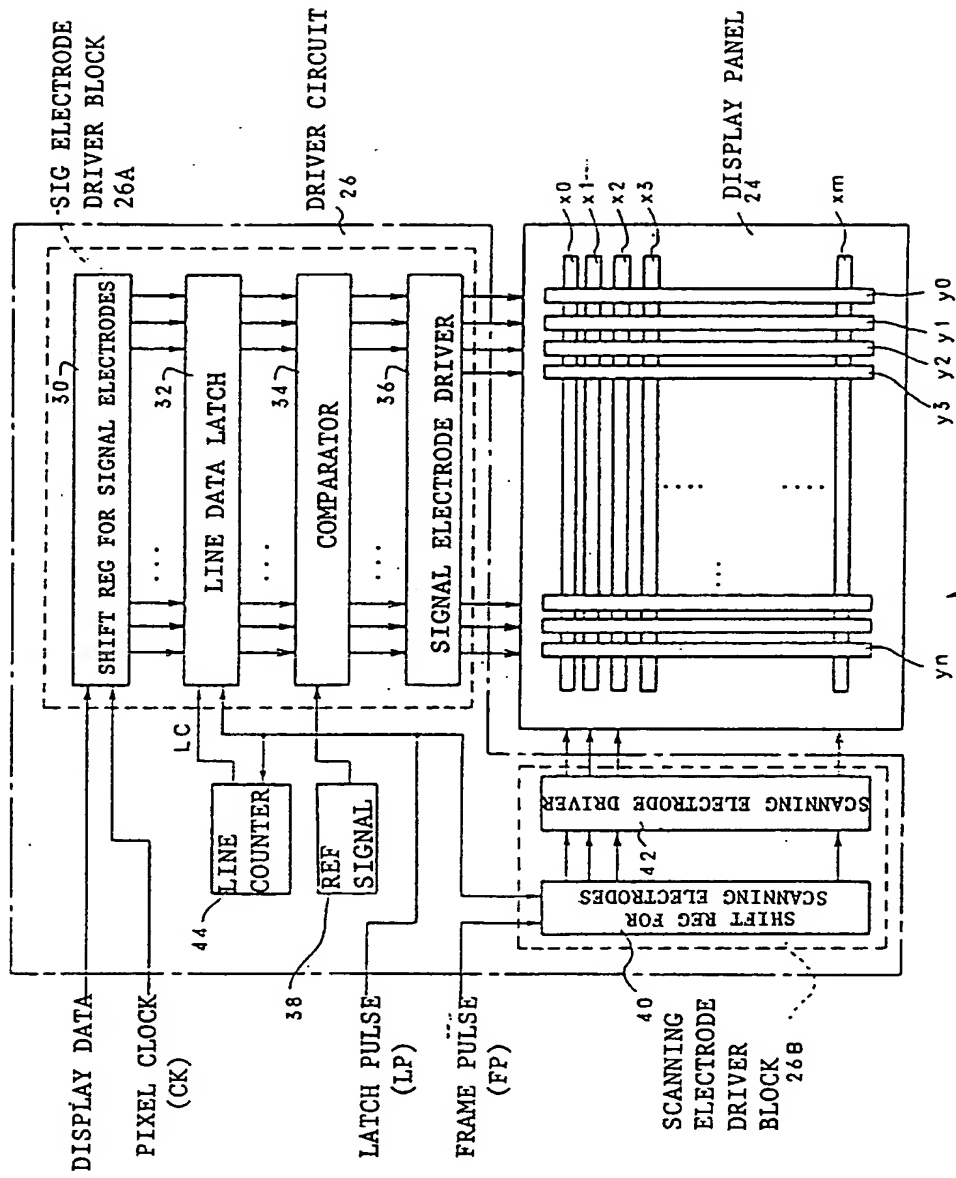 DISPLAY DATA
PIXEL CLOCK
(CK)
LATCH PULSE
(LP)
FRAME PULSE
(FP)
SIG ELECTRODE
DRIVER BLOCK
26A
DRIVER CIRCUIT
26
30
SHIFT REG FOR SIGNAL ELECTRODES
32
LINE DATA LATCH
34
COMPARATOR
36
SIGNAL ELECTRODE DRIVER
LC
LINE
COUNTER
44
REF
SIGNAL
38
SHIFT REG FOR
SCANNING ELECTRODES
40
SCANNING ELECTRODE DRIVER
42
SCANNING
ELECTRODE
DRIVER
BLOCK
26B
DISPLAY PANEL
24
x0
x1
x2
x3
xm
yn
y3
y2
y1
y0